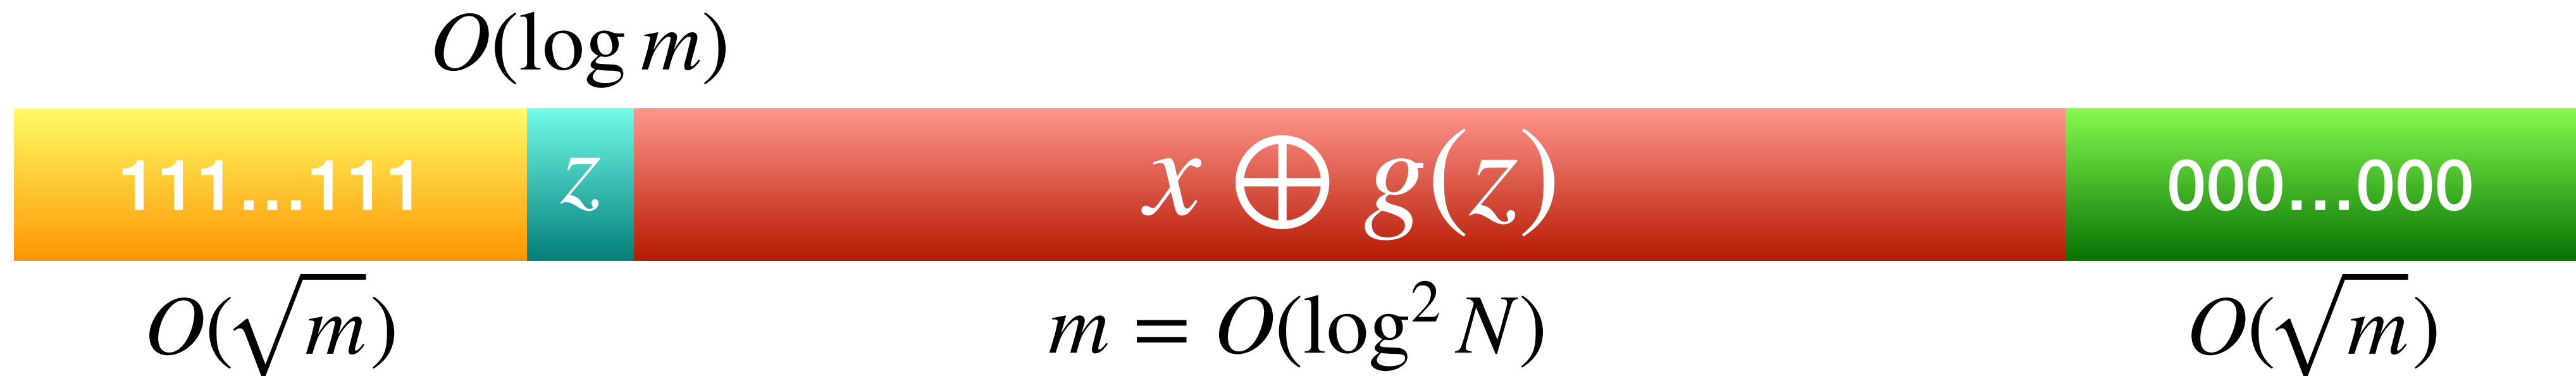 O(log m)
111...111 z x ⊕ g(z) 000...000
O(√m) m = O(log² N) O(√m)